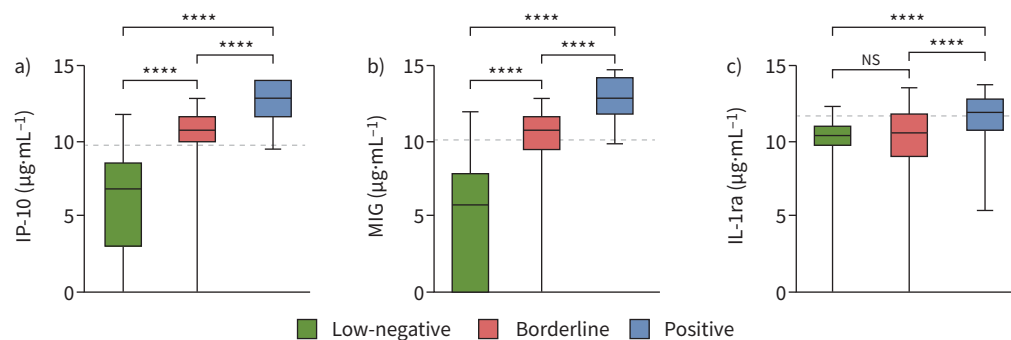 ****
****
****
a)
IP-10 (µg·mL⁻¹)
15
10
5
0
****
****
****
b)
MIG (µg·mL⁻¹)
15
10
5
0
****
****
NS
c)
IL-1ra (µg·mL⁻¹)
15
10
5
0
Low-negative Borderline Positive